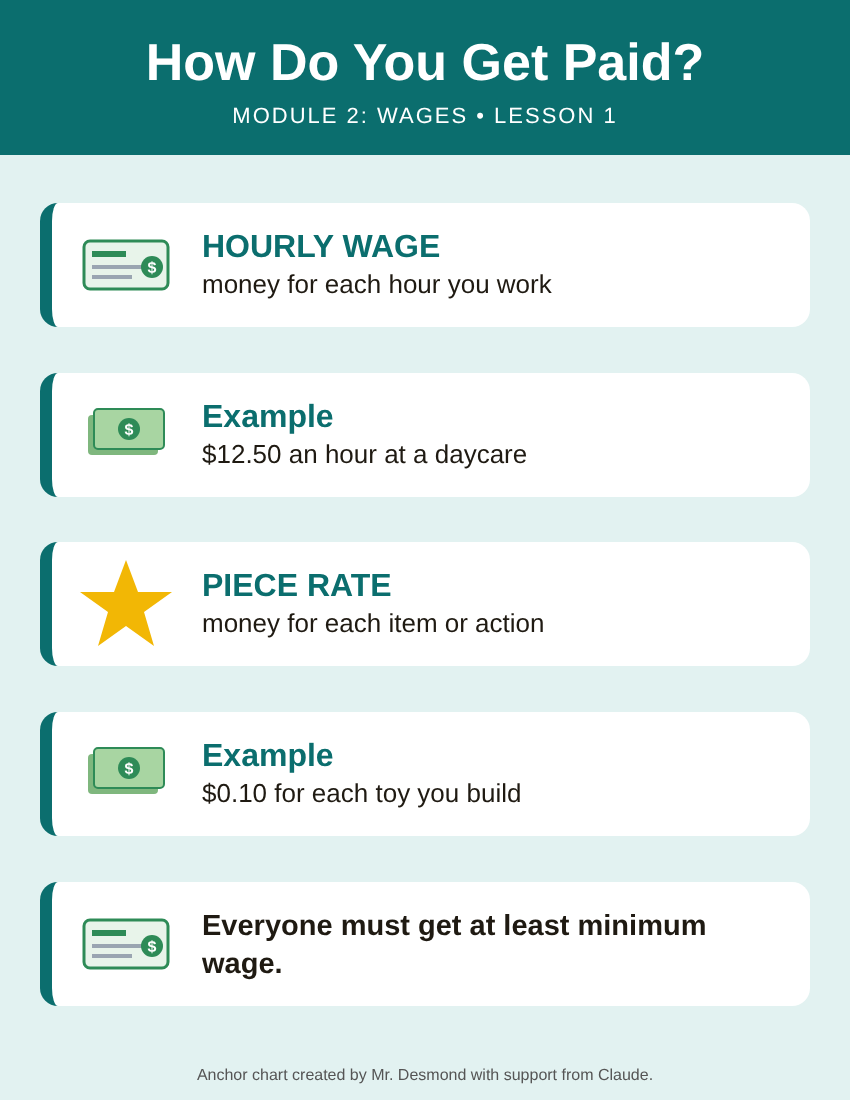 How Do You Get Paid?
MODULE 2: WAGES • LESSON 1
$
HOURLY WAGE
money for each hour you work
$
Example
$12.50 an hour at a daycare
PIECE RATE
money for each item or action
$
Example
$0.10 for each toy you build
$
Everyone must get at least minimum
wage.
Anchor chart created by Mr. Desmond with support from Claude.